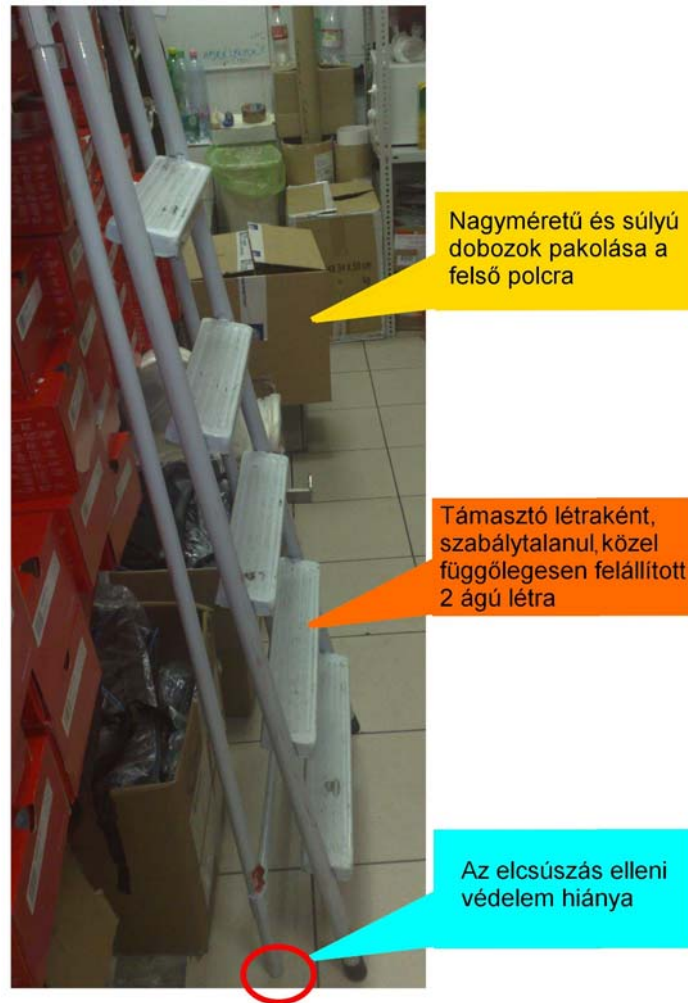 Nagyméretű és súlyú
dobozok pakolása a
felső polcra
Támasztó létraként,
szabálytalanul, közel
függőlegesen felállított
2 ágú létra
Az elcsúszás elleni
védelem hiánya